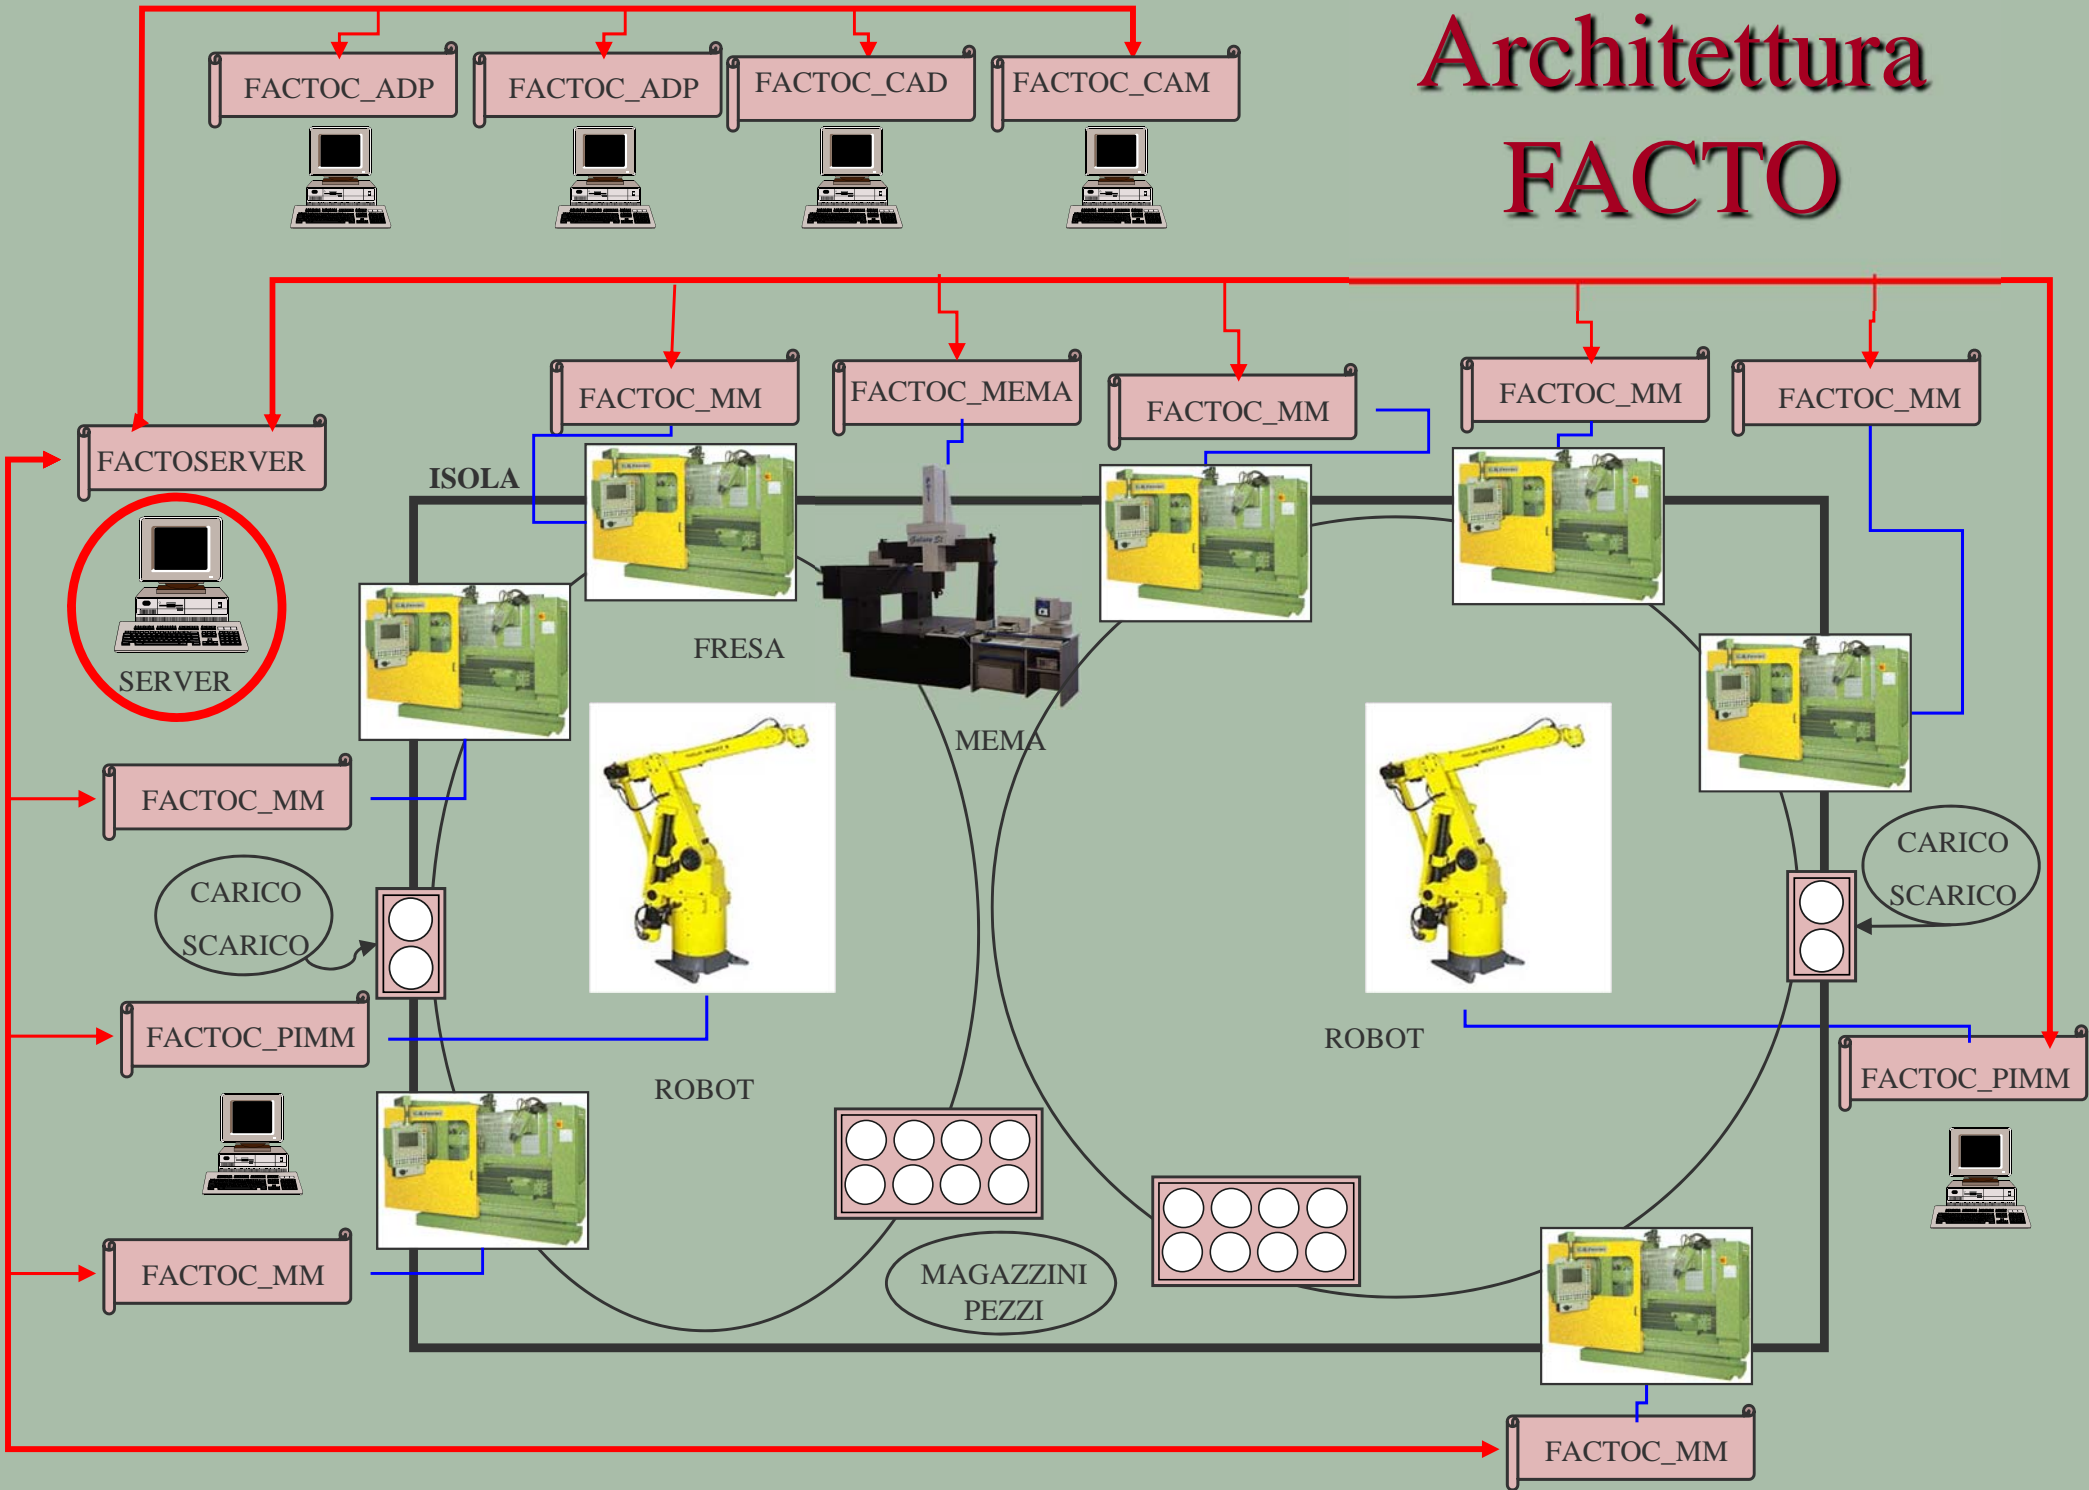 Architettura
FACTO
FACTOC_ADP
FACTOC_ADP
FACTOC_CAD
FACTOC_CAM
FACTOC_MM
FACTOC_MEMA
FACTOC_MM
FACTOC_MM
FACTOC_MM
FACTOSERVER
ISOLA
SERVER
FRESA
MEMA
FACTOC_MM
CARICO
SCARICO
CARICO
SCARICO
FACTOC_PIMM
ROBOT
ROBOT
FACTOC_PIMM
FACTOC_MM
MAGAZZINI
PEZZI
FACTOC_MM